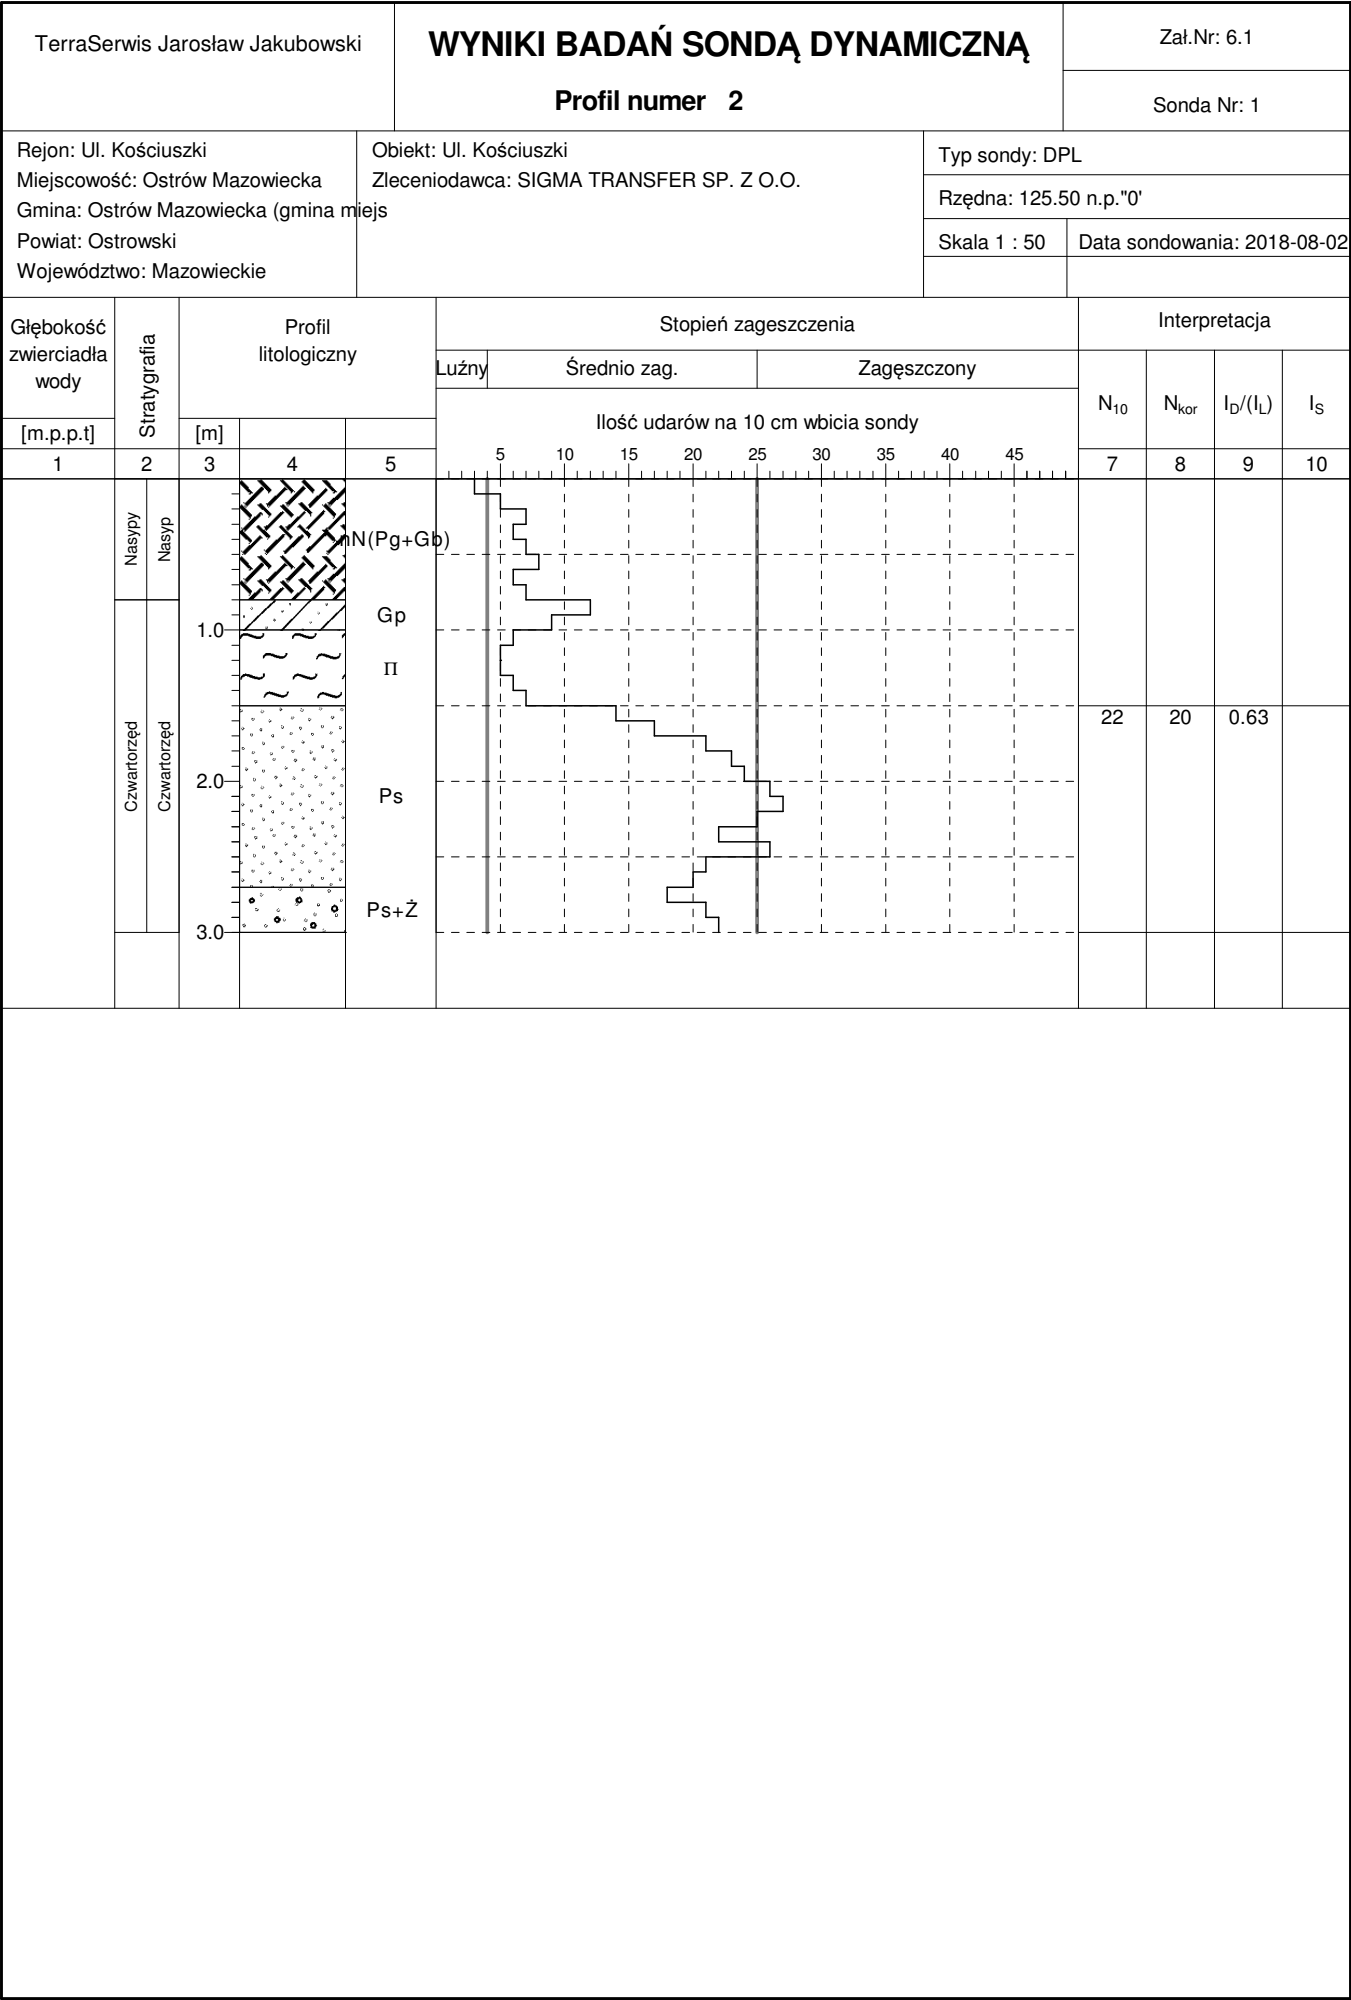 TerraSerwis Jarosław Jakubowski
WYNIKI BADAŃ SONDĄ DYNAMICZNĄ
Profil numer 2
Zał.Nr: 6.1
Sonda Nr: 1
Rejon: Ul. Kościuszki
Miejscowość: Ostrów Mazowiecka
Gmina: Ostrów Mazowiecka (gmina miejs
Powiat: Ostrowski
Województwo: Mazowieckie
Obiekt: Ul. Kościuszki
Zleceniodawca: SIGMA TRANSFER SP. Z O.O.
Typ sondy: DPL
Rzędna: 125.50 n.p."0'
Skala 1 : 50
Data sondowania: 2018-08-02
Głębokość
zwierciadła
wody
[m.p.p.t]
Stratygrafia
Profil
litologiczny
[m]
Stopień zageszczenia
Luźny
Średnio zag.
Zagęszczony
Ilość udarów na 10 cm wbicia sondy
5 10 15 20 25 30 35 40 45
Interpretacja
N10 Nkor ID/(IL) IS
1 2 3 4 5 7 8 9 10
Nasypy
Nasyp
nN(Pg+Gb)
Gp
1.0
Π
22 20 0.63
Czwartorzęd
Czwartorzęd
2.0
Ps
Ps+Ż
3.0